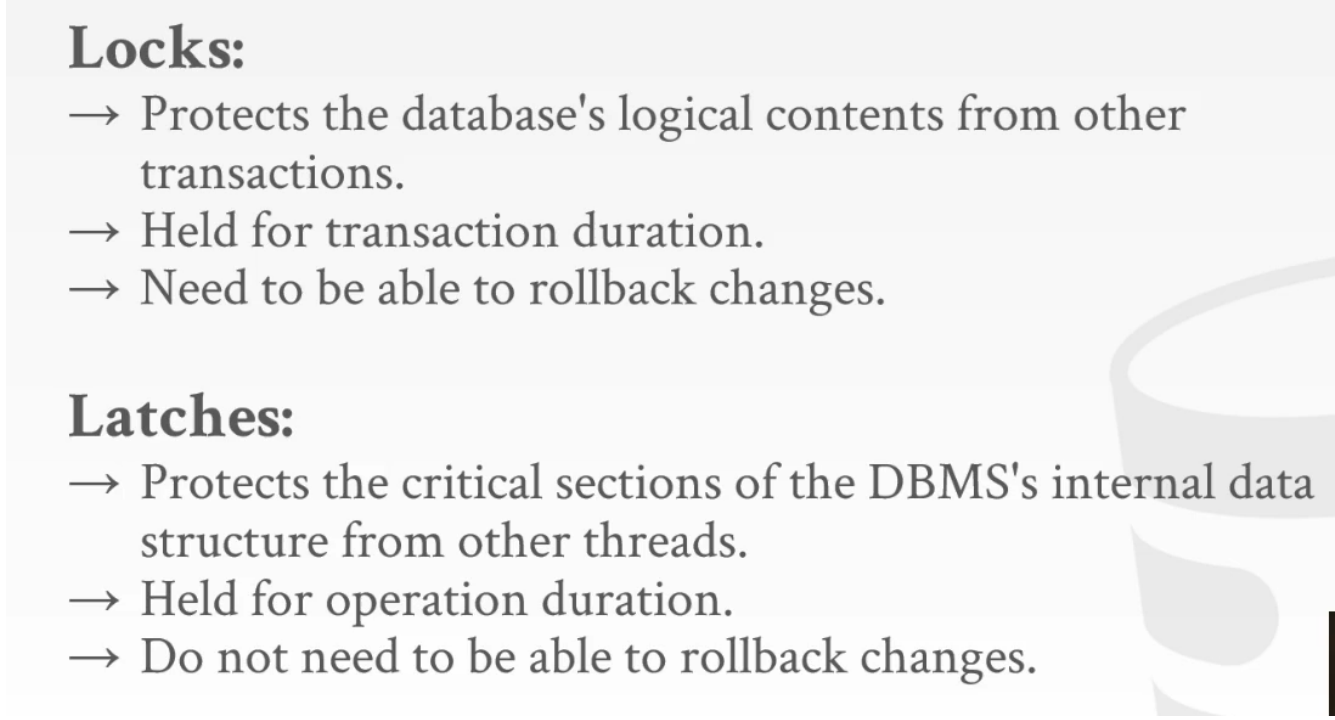 Locks:
→ Protects the database's logical contents from other
transactions.
→ Held for transaction duration.
→ Need to be able to rollback changes.
Latches:
→ Protects the critical sections of the DBMS's internal data
structure from other threads.
→ Held for operation duration.
→ Do not need to be able to rollback changes.